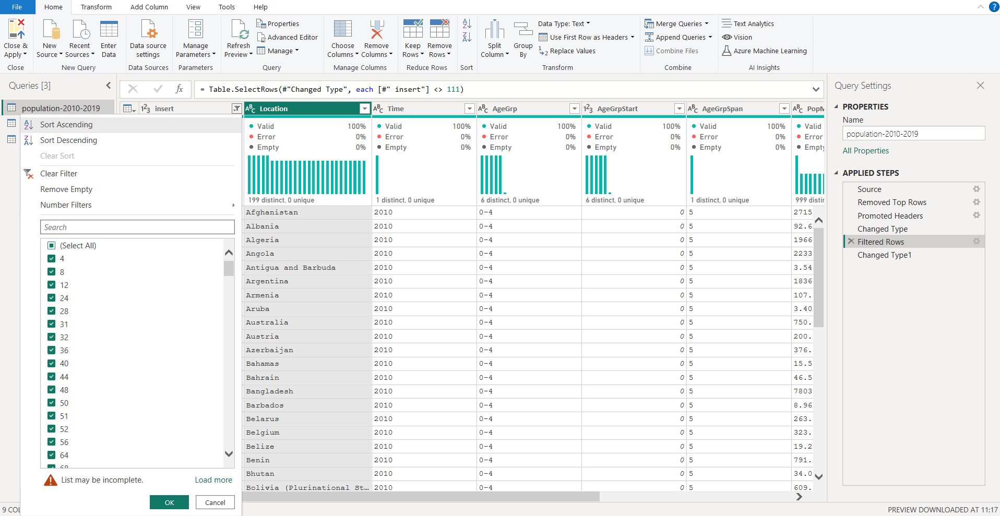 File Home Transform Add Column View Tools Help
Close & Apply
New Source
Recent Sources
Enter Data
Data source settings
Manage Parameters
Refresh Preview
Properties
Advanced Editor
Manage
Choose Columns
Remove Columns
Keep Rows
Remove Rows
Split Column
Group By
Data Type: Text
Use First Row as Headers
Replace Values
Merge Queries
Append Queries
Combine Files
Text Analytics
Vision
Azure Machine Learning
Close New Query Data Sources Parameters Query Manage Columns Reduce Rows Sort Transform Combine AI Insights
Queries [3]
population-2010-2019
= Table.SelectRows(#"Changed Type", each [#" insert"] <> 111)
123 insert ABC Location ABC Time ABC AgeGrp 123 AgeGrpStart ABC AgeGrpSpan ABC
Sort Ascending
Sort Descending
Clear Sort
Clear Filter
Remove Empty
Number Filters
Search
(Select All)
4
8
12
24
28
31
32
36
40
44
48
50
51
52
56
64
List may be incomplete. Load more
OK Cancel
Valid 100% Valid 100% Valid 100% Valid 100% Valid 100% Valid
Error 0% Error 0% Error 0% Error 0% Error 0% Error
Empty 0% Empty 0% Empty 0% Empty 0% Empty 0%
199 distinct, 0 unique 1 distinct, 0 unique 6 distinct, 0 unique 6 distinct, 0 unique 1 distinct, 0 unique 999
Afghanistan 2010 0-4 0 5 2715
Albania 2010 0-4 0 5 92.6
Algeria 2010 0-4 0 5 1966
Angola 2010 0-4 0 5 2233
Antigua and Barbuda 2010 0-4 0 5 3.54
Argentina 2010 0-4 0 5 1836
Armenia 2010 0-4 0 5 107.
Aruba 2010 0-4 0 5 3.40
Australia 2010 0-4 0 5 750.
Austria 2010 0-4 0 5 200.
Azerbaijan 2010 0-4 0 5 376.
Bahamas 2010 0-4 0 5 15.5
Bahrain 2010 0-4 0 5 46.5
Bangladesh 2010 0-4 0 5 7803
Barbados 2010 0-4 0 5 8.96
Belarus 2010 0-4 0 5 263.
Belgium 2010 0-4 0 5 323.
Belize 2010 0-4 0 5 19.2
Benin 2010 0-4 0 5 791.
Bhutan 2010 0-4 0 5 34.0
Bolivia (Plurinational St... 2010 0-4 0 5 609.
Query Settings
PROPERTIES
Name
population-2010-2019
All Properties
APPLIED STEPS
Source
Removed Top Rows
Promoted Headers
Changed Type
Filtered Rows
Changed Type1
9 COL
PREVIEW DOWNLOADED AT 11:17